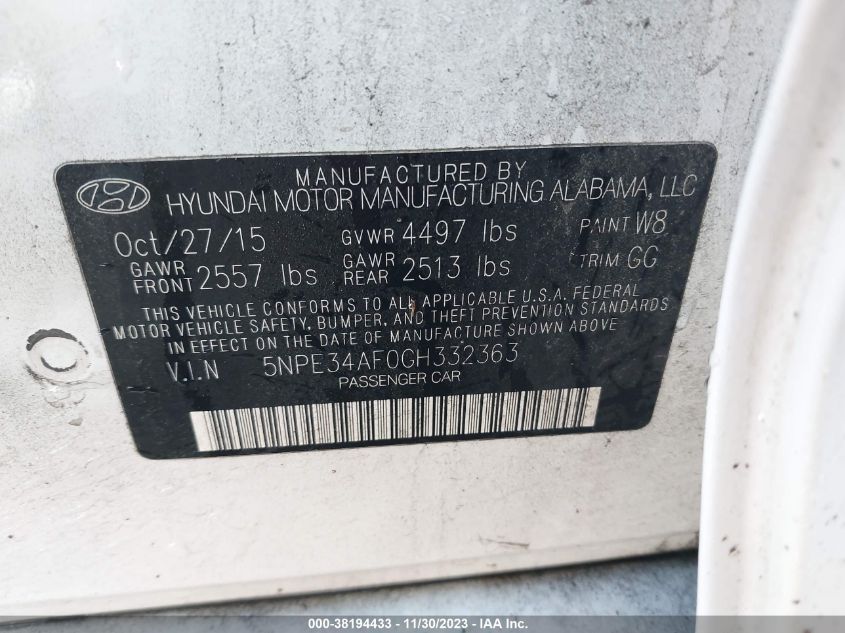 MANUFACTURED BY
HYUNDAI MOTOR MANUFACTURING ALABAMA, LLC
Oct/27/15 GVWR 4497 lbs PAINT W8
GAWR FRONT 2557 lbs GAWR REAR 2513 lbs TRIM GG
THIS VEHICLE CONFORMS TO ALL APPLICABLE U.S.A. FEDERAL
MOTOR VEHICLE SAFETY, BUMPER, AND THEFT PREVENTION STANDARDS
IN EFFECT ON THE DATE OF MANUFACTURE SHOWN ABOVE
V.I.N 5NPE34AF0GH332363
PASSENGER CAR
000-38194433 - 11/30/2023 - IAA Inc.